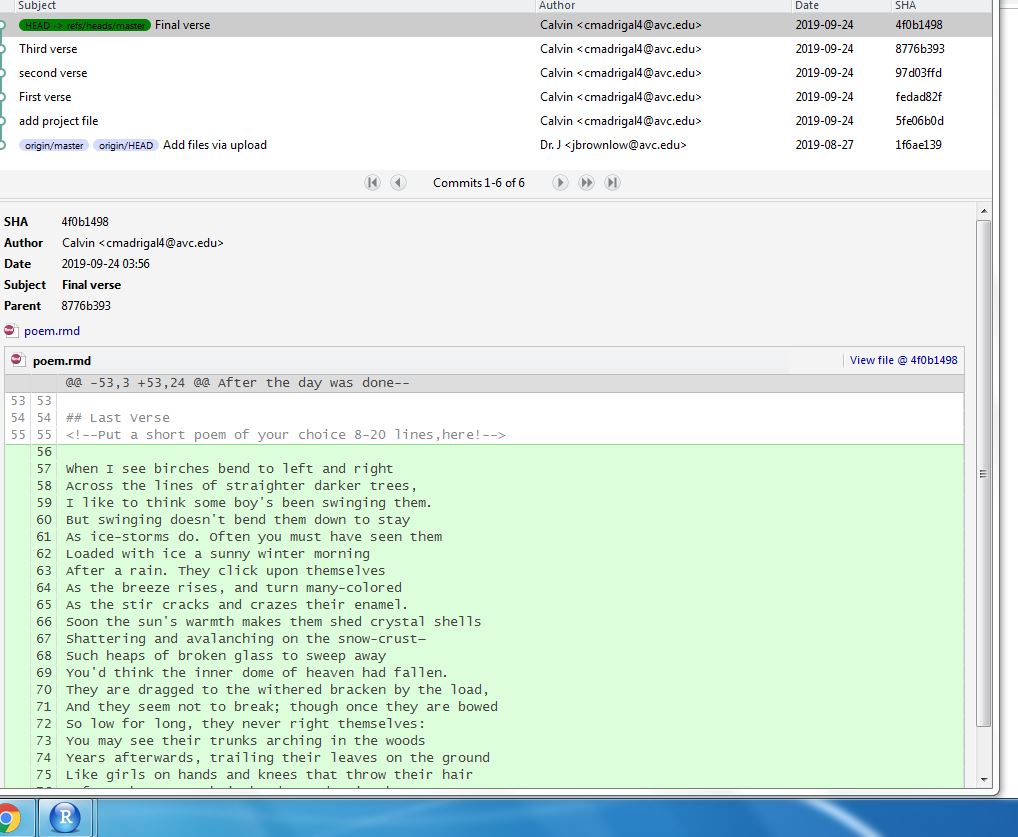 Subject Author Date SHA
HEAD -> refs/heads/master Final verse Calvin <cmadrigal4@avc.edu> 2019-09-24 4f0b1498
Third verse Calvin <cmadrigal4@avc.edu> 2019-09-24 8776b393
second verse Calvin <cmadrigal4@avc.edu> 2019-09-24 97d03ffd
First verse Calvin <cmadrigal4@avc.edu> 2019-09-24 fedad82f
add project file Calvin <cmadrigal4@avc.edu> 2019-09-24 5fe06b0d
origin/master origin/HEAD Add files via upload Dr. J <jbrownlow@avc.edu> 2019-08-27 1f6ae139
Commits 1-6 of 6
SHA 4f0b1498
Author Calvin <cmadrigal4@avc.edu>
Date 2019-09-24 03:56
Subject Final verse
Parent 8776b393
poem.rmd
poem.rmd View file @ 4f0b1498
@@ -53,3 +53,24 @@ After the day was done--
53 53
54 54 ## Last Verse
55 55 <!--Put a short poem of your choice 8-20 lines,here!-->
56
57 When I see birches bend to left and right
58 Across the lines of straighter darker trees,
59 I like to think some boy's been swinging them.
60 But swinging doesn't bend them down to stay
61 As ice-storms do. Often you must have seen them
62 Loaded with ice a sunny winter morning
63 After a rain. They click upon themselves
64 As the breeze rises, and turn many-colored
65 As the stir cracks and crazes their enamel.
66 Soon the sun's warmth makes them shed crystal shells
67 Shattering and avalanching on the snow-crust—
68 Such heaps of broken glass to sweep away
69 You'd think the inner dome of heaven had fallen.
70 They are dragged to the withered bracken by the load,
71 And they seem not to break; though once they are bowed
72 So low for long, they never right themselves:
73 You may see their trunks arching in the woods
74 Years afterwards, trailing their leaves on the ground
75 Like girls on hands and knees that throw their hair
R